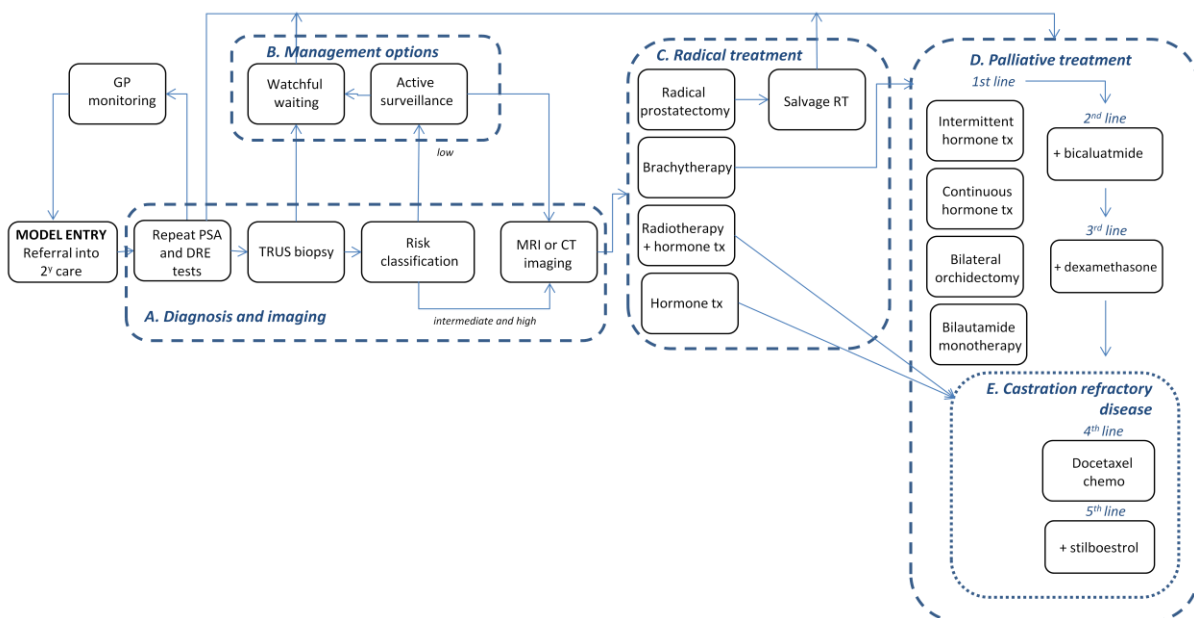 GP
monitoring
MODEL ENTRY
Referral into
2ʸ care
B. Management options
Watchful
waiting
Active
surveillance
low
Repeat PSA
and DRE
tests
TRUS biopsy
Risk
classification
MRI or CT
imaging
A. Diagnosis and imaging
intermediate and high
C. Radical treatment
Radical
prostatectomy
Salvage RT
Brachytherapy
Radiotherapy
+ hormone tx
Hormone tx
D. Palliative treatment
1st line
Intermittent
hormone tx
Continuous
hormone tx
Bilateral
orchidectomy
Bilautamide
monotherapy
2ⁿᵈ line
+ bicaluatmide
3ʳᵈ line
+ dexamethasone
E. Castration refractory
disease
4ᵗʰ line
Docetaxel
chemo
5ᵗʰ line
+ stilboestrol